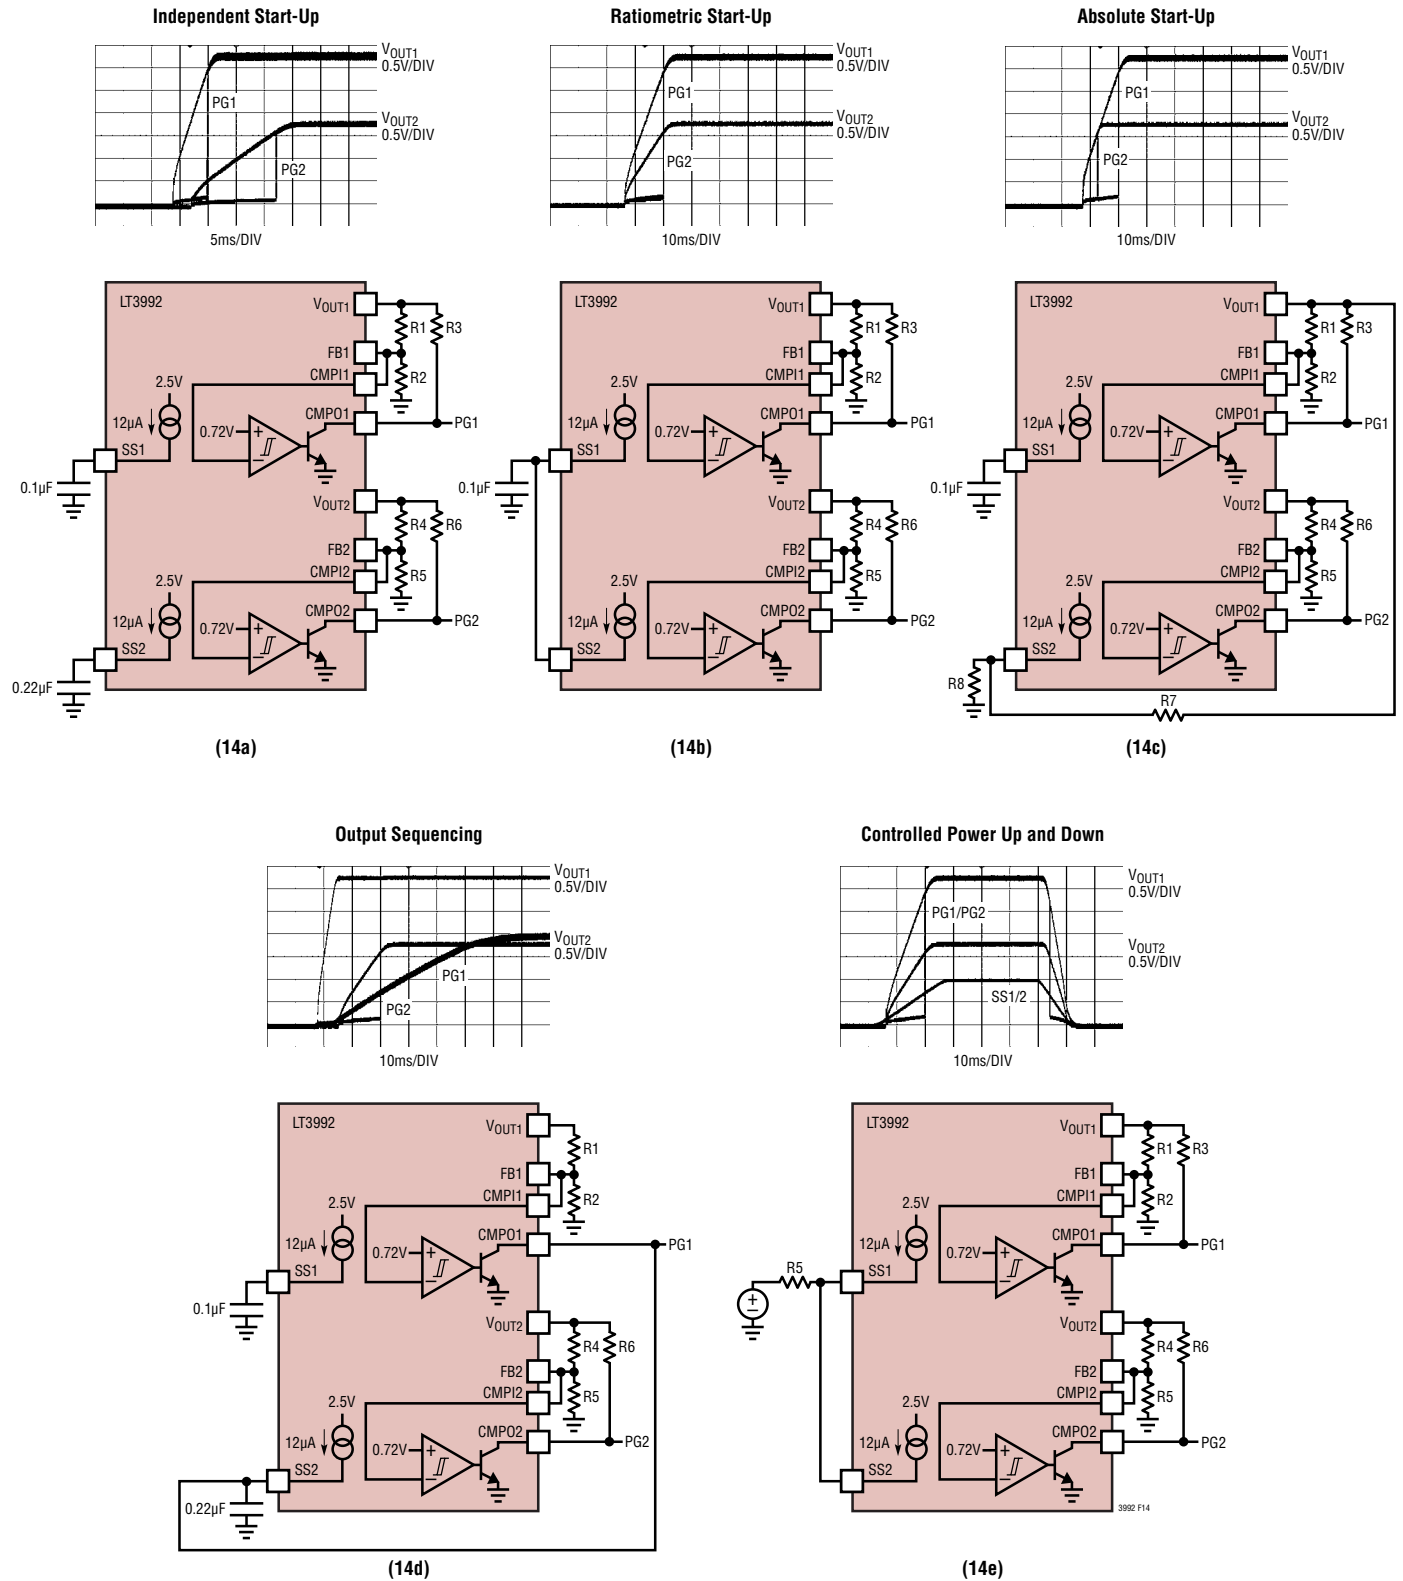 Independent Start-Up
VOUT1
0.5V/DIV
PG1
VOUT2
0.5V/DIV
PG2
5ms/DIV
LT3992
VOUT1
R1
R3
FB1
CMPI1
R2
2.5V
12µA
0.72V
+
–
CMPO1
PG1
SS1
0.1µF
VOUT2
R4
R6
FB2
CMPI2
R5
2.5V
12µA
0.72V
+
–
CMPO2
PG2
SS2
0.22µF
(14a)
Ratiometric Start-Up
VOUT1
0.5V/DIV
PG1
VOUT2
0.5V/DIV
PG2
10ms/DIV
LT3992
VOUT1
R1
R3
FB1
CMPI1
R2
2.5V
12µA
0.72V
+
–
CMPO1
PG1
SS1
0.1µF
VOUT2
R4
R6
FB2
CMPI2
R5
2.5V
12µA
0.72V
+
–
CMPO2
PG2
SS2
(14b)
Absolute Start-Up
VOUT1
0.5V/DIV
PG1
VOUT2
0.5V/DIV
PG2
10ms/DIV
LT3992
VOUT1
R1
R3
FB1
CMPI1
R2
2.5V
12µA
0.72V
+
–
CMPO1
PG1
SS1
0.1µF
VOUT2
R4
R6
FB2
CMPI2
R5
2.5V
12µA
0.72V
+
–
CMPO2
PG2
SS2
R8
R7
(14c)
Output Sequencing
VOUT1
0.5V/DIV
VOUT2
0.5V/DIV
PG1
PG2
10ms/DIV
LT3992
VOUT1
R1
FB1
CMPI1
R2
2.5V
12µA
0.72V
+
–
CMPO1
PG1
SS1
0.1µF
VOUT2
R4
R6
FB2
CMPI2
R5
2.5V
12µA
0.72V
+
–
CMPO2
PG2
SS2
0.22µF
(14d)
Controlled Power Up and Down
VOUT1
0.5V/DIV
PG1/PG2
VOUT2
0.5V/DIV
SS1/2
10ms/DIV
LT3992
VOUT1
R1
R3
FB1
CMPI1
R2
2.5V
12µA
0.72V
+
–
CMPO1
PG1
R5
SS1
+
–
VOUT2
R4
R6
FB2
CMPI2
R5
2.5V
12µA
0.72V
+
–
CMPO2
PG2
SS2
3992 F14
(14e)